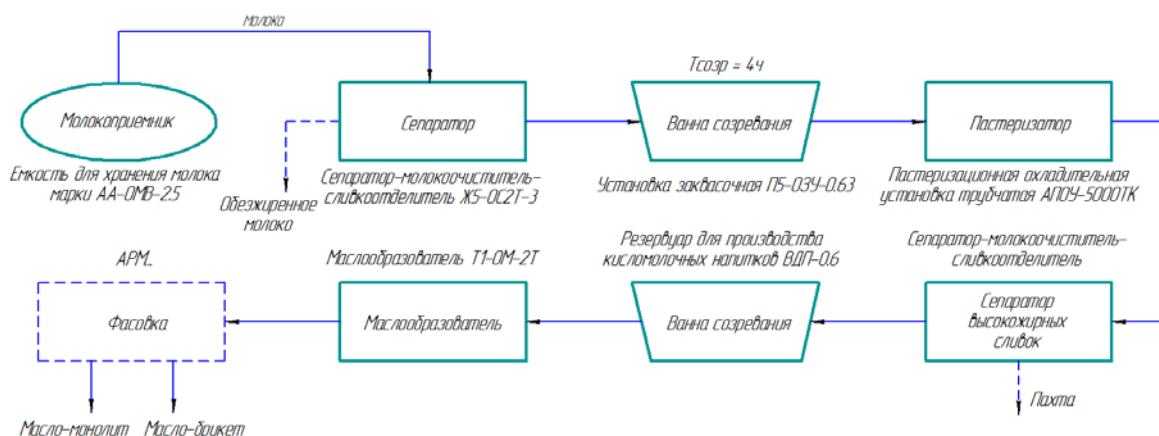 молоко
Тсозр = 4ч
Молокоприемник
Сепаратор
Ванна созревания
Пастеризатор
Емкость для хранения молока
марки АА-ОМВ-2.5
Обезжиренное
молоко
Сепаратор-молокоочиститель-
сливкоотделитель Ж5-ОС2Т-3
Установка заквасочная П5-ОЗУ-0.63
Пастеризационная охладительная
установка трубчатая АПОУ-5000ТК
АРМ...
Маслообразователь Т1-ОМ-2Т
Резервуар для производства
кисломолочных напитков ВДП-0.6
Сепаратор-молокоочиститель-
сливкоотделитель
Фасовка
Маслообразователь
Ванна созревания
Сепаратор
высокожирных
сливок
Пахта
Масло-монолит
Масло-брикет